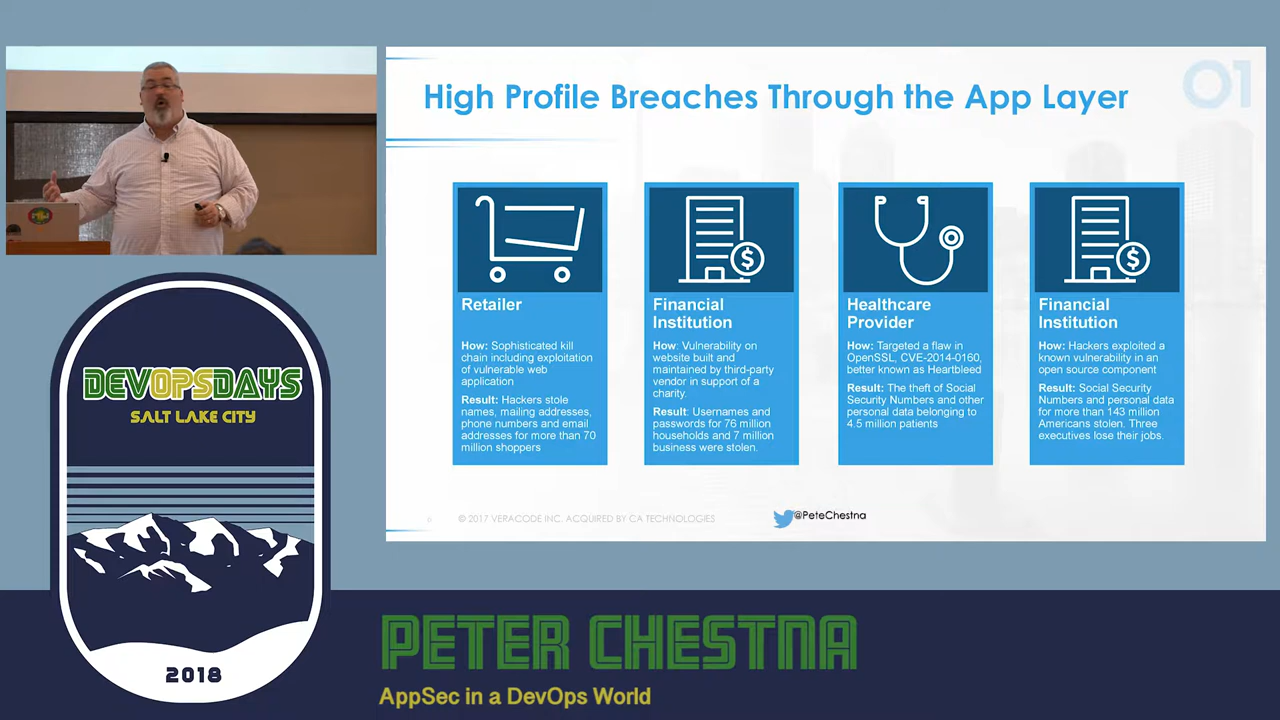 High Profile Breaches Through the App Layer
01
Retailer
How: Sophisticated kill
chain including exploitation
of vulnerable web
application
Result: Hackers stole
names, mailing addresses,
phone numbers and email
addresses for more than 70
million shoppers
Financial
Institution
How: Vulnerability on
website built and
maintained by third-party
vendor in support of a
charity.
Result: Usernames and
passwords for 76 million
households and 7 million
business were stolen.
Healthcare
Provider
How: Targeted a flaw in
OpenSSL, CVE-2014-0160,
better known as Heartbleed
Result: The theft of Social
Security Numbers and other
personal data belonging to
4.5 million patients
Financial
Institution
How: Hackers exploited a
known vulnerability in an
open source component
Result: Social Security
Numbers and personal data
for more than 143 million
Americans stolen. Three
executives lose their jobs.
© 2017 VERACODE INC. ACQUIRED BY CA TECHNOLOGIES
@PeteChestna
DEVOPSDAYS
SALT LAKE CITY
2018
PETER CHESTNA
AppSec in a DevOps World